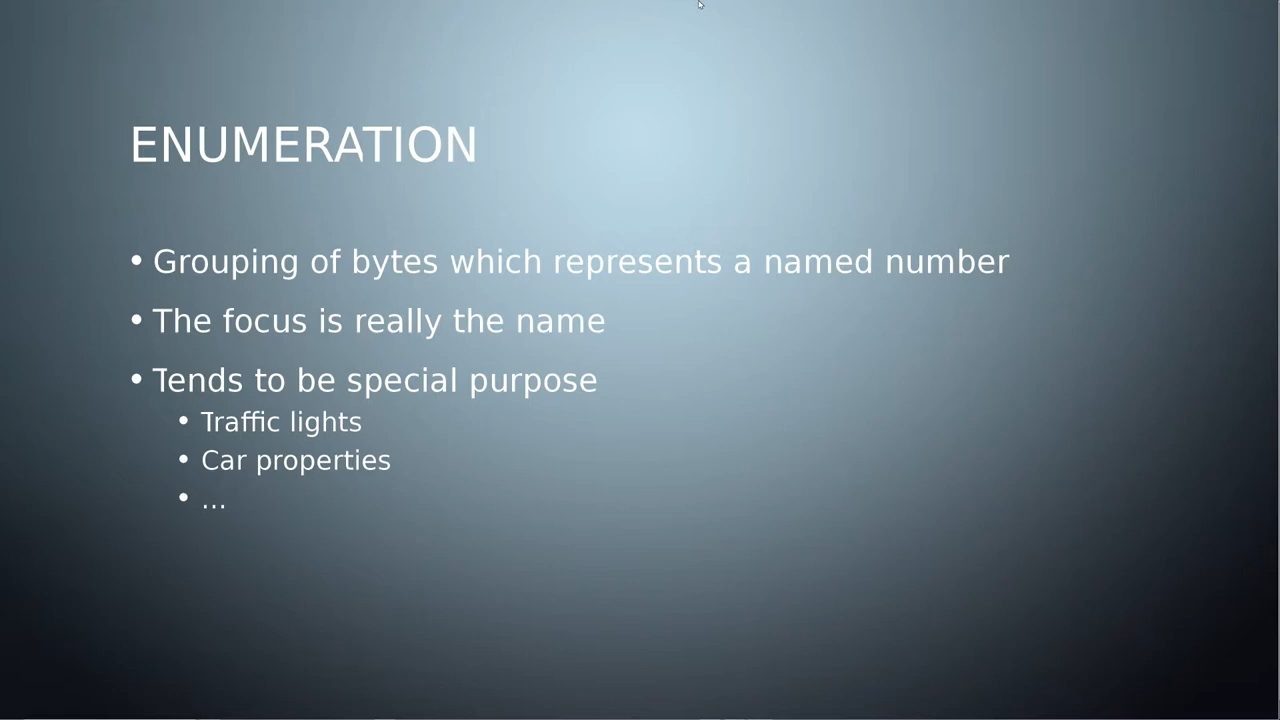 ENUMERATION
• Grouping of bytes which represents a named number
• The focus is really the name
• Tends to be special purpose
• Traffic lights
• Car properties
• ...